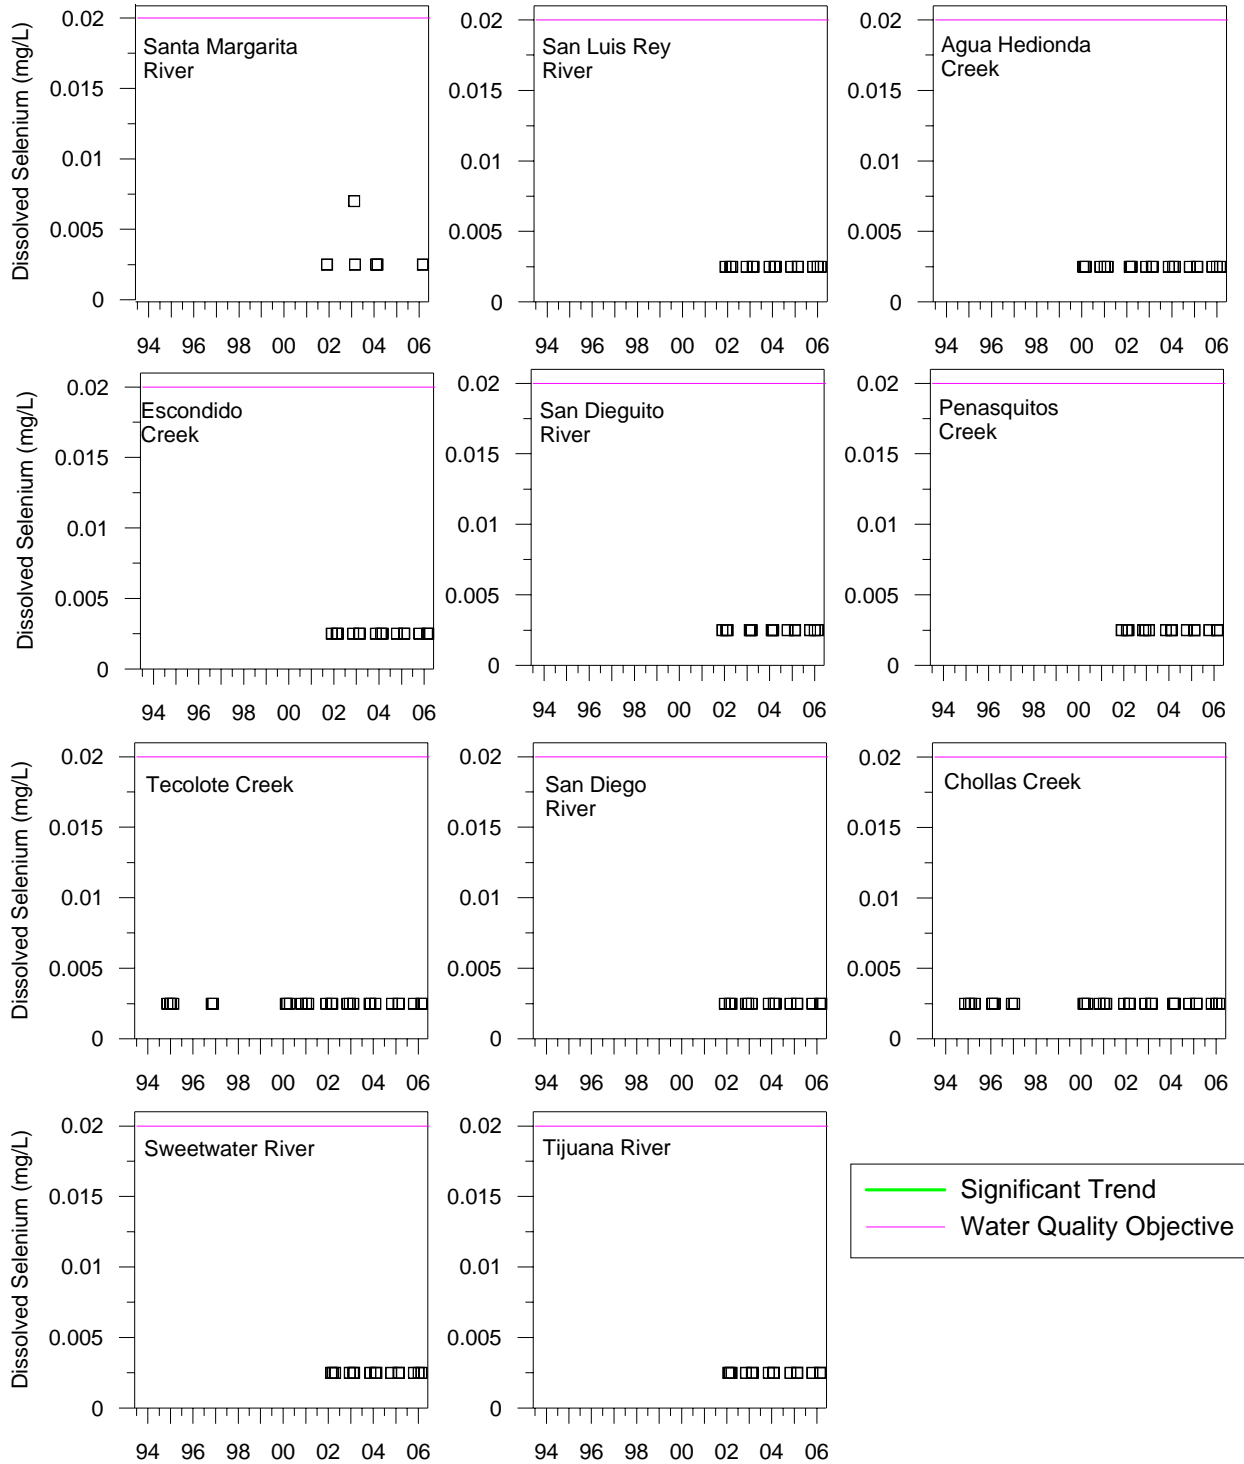 Dissolved Selenium (mg/L)
0.02
0.015
0.01
0.005
0
Santa Margarita
River
94 96 98 00 02 04 06
0.02
0.015
0.01
0.005
0
San Luis Rey
River
94 96 98 00 02 04 06
0.02
0.015
0.01
0.005
0
Agua Hedionda
Creek
94 96 98 00 02 04 06
Dissolved Selenium (mg/L)
0.02
0.015
0.01
0.005
0
Escondido
Creek
94 96 98 00 02 04 06
0.02
0.015
0.01
0.005
0
San Dieguito
River
94 96 98 00 02 04 06
0.02
0.015
0.01
0.005
0
Penasquitos
Creek
94 96 98 00 02 04 06
Dissolved Selenium (mg/L)
0.02
0.015
0.01
0.005
0
Tecolote Creek
94 96 98 00 02 04 06
0.02
0.015
0.01
0.005
0
San Diego
River
94 96 98 00 02 04 06
0.02
0.015
0.01
0.005
0
Chollas Creek
94 96 98 00 02 04 06
Dissolved Selenium (mg/L)
0.02
0.015
0.01
0.005
0
Sweetwater River
94 96 98 00 02 04 06
0.02
0.015
0.01
0.005
0
Tijuana River
94 96 98 00 02 04 06
Significant Trend
Water Quality Objective